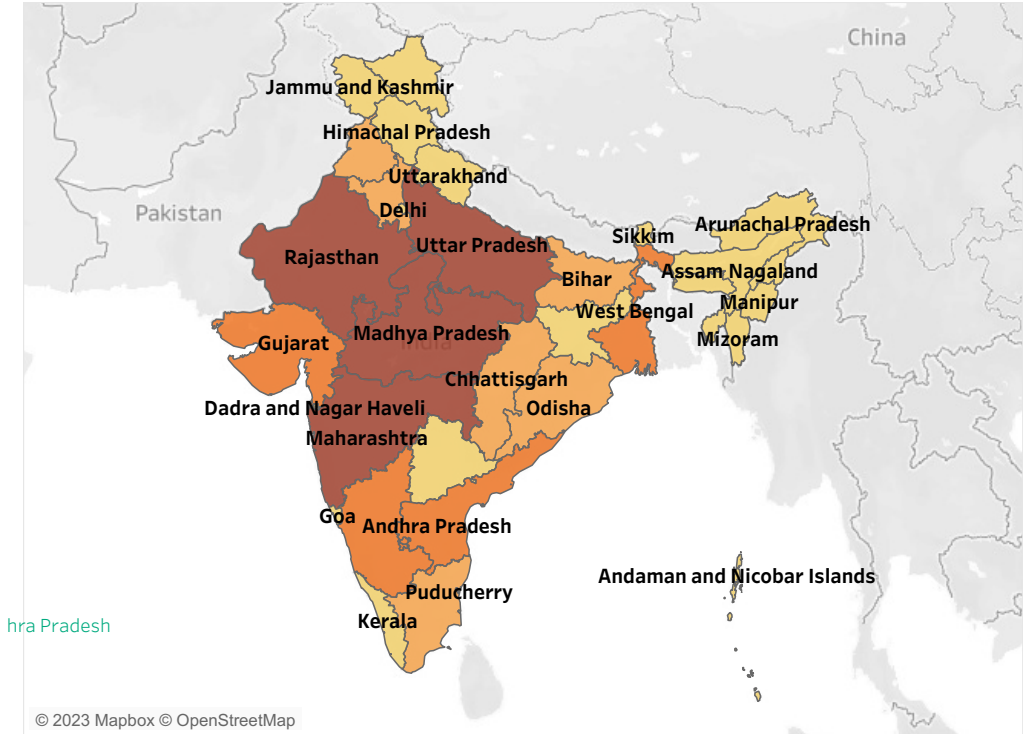 China
Jammu and Kashmir
Himachal Pradesh
Uttarakhand
Pakistan
Delhi
Arunachal Pradesh
Sikkim
Uttar Pradesh
Rajasthan
Assam Nagaland
Bihar
Manipur
West Bengal
Madhya Pradesh
India
Mizoram
Gujarat
Chhattisgarh
Dadra and Nagar Haveli
Odisha
Maharashtra
Goa
Andhra Pradesh
Andaman and Nicobar Islands
Puducherry
Kerala
hra Pradesh
© 2023 Mapbox © OpenStreetMap